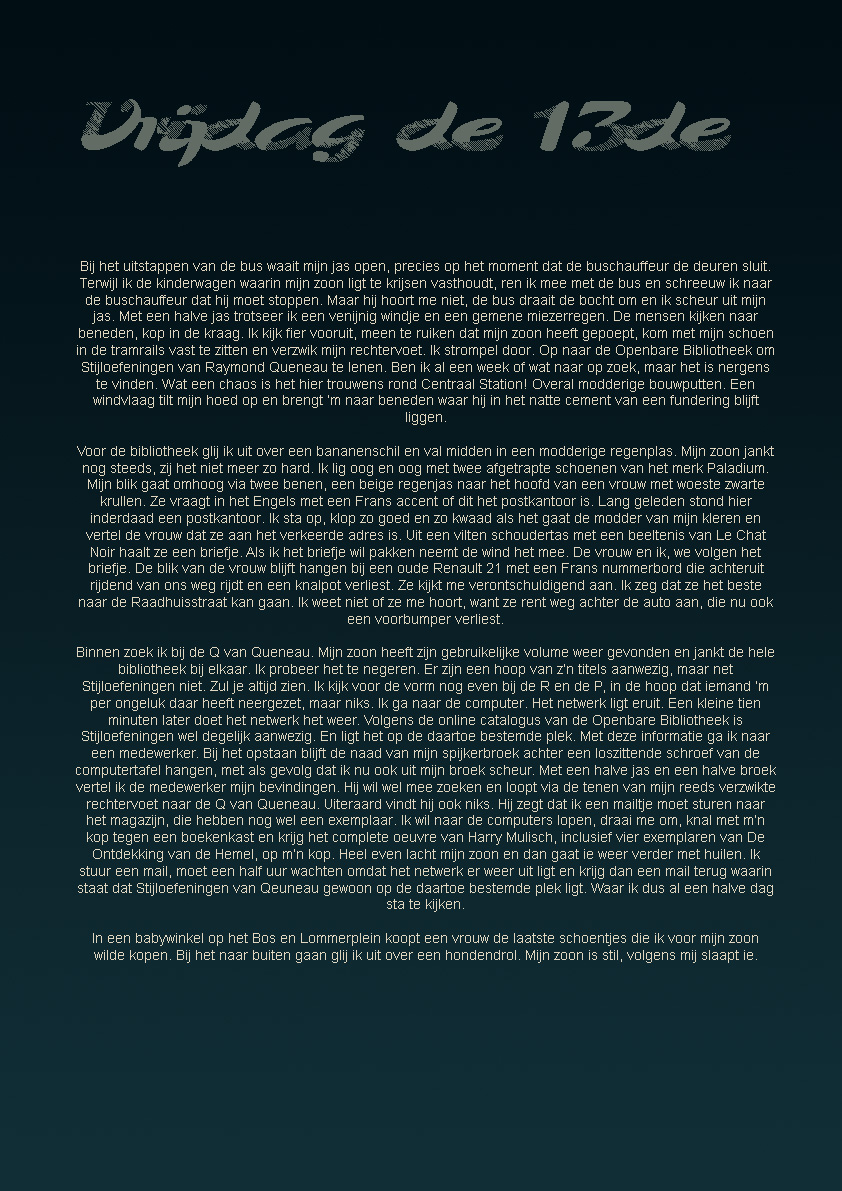 Vrijdag de 13de
Bij het uitstappen van de bus waait mijn jas open, precies op het moment dat de buschauffeur de deuren sluit.
Terwijl ik de kinderwagen waarin mijn zoon ligt te krijsen vasthoudt, ren ik mee met de bus en schreeuw ik naar
de buschauffeur dat hij moet stoppen. Maar hij hoort me niet, de bus draait de bocht om en ik scheur uit mijn
jas. Met een halve jas trotseer ik een venijnig windje en een gemene miezerregen. De mensen kijken naar
beneden, kop in de kraag. Ik kijk fier vooruit, meen te ruiken dat mijn zoon heeft gepoept, kom met mijn schoen
in de tramrails vast te zitten en verzwik mijn rechtervoet. Ik strompel door. Op naar de Openbare Bibliotheek om
Stijloefeningen van Raymond Queneau te lenen. Ben ik al een week of wat naar op zoek, maar het is nergens
te vinden. Wat een chaos is het hier trouwens rond Centraal Station! Overal modderige bouwputten. Een
windvlaag tilt mijn hoed op en brengt 'm naar beneden waar hij in het natte cement van een fundering blijft
liggen.
Voor de bibliotheek glij ik uit over een bananenschil en val midden in een modderige regenplas. Mijn zoon jankt
nog steeds, zij het niet meer zo hard. Ik lig oog en oog met twee afgetrapte schoenen van het merk Paladium.
Mijn blik gaat omhoog via twee benen, een beige regenjas naar het hoofd van een vrouw met woeste zwarte
krullen. Ze vraagt in het Engels met een Frans accent of dit het postkantoor is. Lang geleden stond hier
inderdaad een postkantoor. Ik sta op, klop zo goed en zo kwaad als het gaat de modder van mijn kleren en
vertel de vrouw dat ze aan het verkeerde adres is. Uit een vilten schoudertas met een beeltenis van Le Chat
Noir haalt ze een briefje. Als ik het briefje wil pakken neemt de wind het mee. De vrouw en ik, we volgen het
briefje. De blik van de vrouw blijft hangen bij een oude Renault 21 met een Frans nummerbord die achteruit
rijdend van ons weg rijdt en een knalpot verliest. Ze kijkt me verontschuldigend aan. Ik zeg dat ze het beste
naar de Raadhuisstraat kan gaan. Ik weet niet of ze me hoort, want ze rent weg achter de auto aan, die nu ook
een voorbumper verliest.
Binnen zoek ik bij de Q van Queneau. Mijn zoon heeft zijn gebruikelijke volume weer gevonden en jankt de hele
bibliotheek bij elkaar. Ik probeer het te negeren. Er zijn een hoop van z'n titels aanwezig, maar net
Stijloefeningen niet. Zul je altijd zien. Ik kijk voor de vorm nog even bij de R en de P, in de hoop dat iemand 'm
per ongeluk daar heeft neergezet, maar niks. Ik ga naar de computer. Het netwerk ligt eruit. Een kleine tien
minuten later doet het netwerk het weer. Volgens de online catalogus van de Openbare Bibliotheek is
Stijloefeningen wel degelijk aanwezig. En ligt het op de daartoe bestemde plek. Met deze informatie ga ik naar
een medewerker. Bij het opstaan blijft de naad van mijn spijkerbroek achter een loszittende schroef van de
computertafel hangen, met als gevolg dat ik nu ook uit mijn broek scheur. Met een halve jas en een halve broek
vertel ik de medewerker mijn bevindingen. Hij wil wel mee zoeken en loopt via de tenen van mijn reeds verzwikte
rechtervoet naar de Q van Queneau. Uiteraard vindt hij ook niks. Hij zegt dat ik een mailtje moet sturen naar
het magazijn, die hebben nog wel een exemplaar. Ik wil naar de computers lopen, draai me om, knal met m'n
kop tegen een boekenkast en krijg het complete oeuvre van Harry Mulisch, inclusief vier exemplaren van De
Ontdekking van de Hemel, op m'n kop. Heel even lacht mijn zoon en dan gaat ie weer verder met huilen. Ik
stuur een mail, moet een half uur wachten omdat het netwerk er weer uit ligt en krijg dan een mail terug waarin
staat dat Stijloefeningen van Qeuneau gewoon op de daartoe bestemde plek ligt. Waar ik dus al een halve dag
sta te kijken.
In een babywinkel op het Bos en Lommerplein koopt een vrouw de laatste schoentjes die ik voor mijn zoon
wilde kopen. Bij het naar buiten gaan glij ik uit over een hondendrol. Mijn zoon is stil, volgens mij slaapt ie.